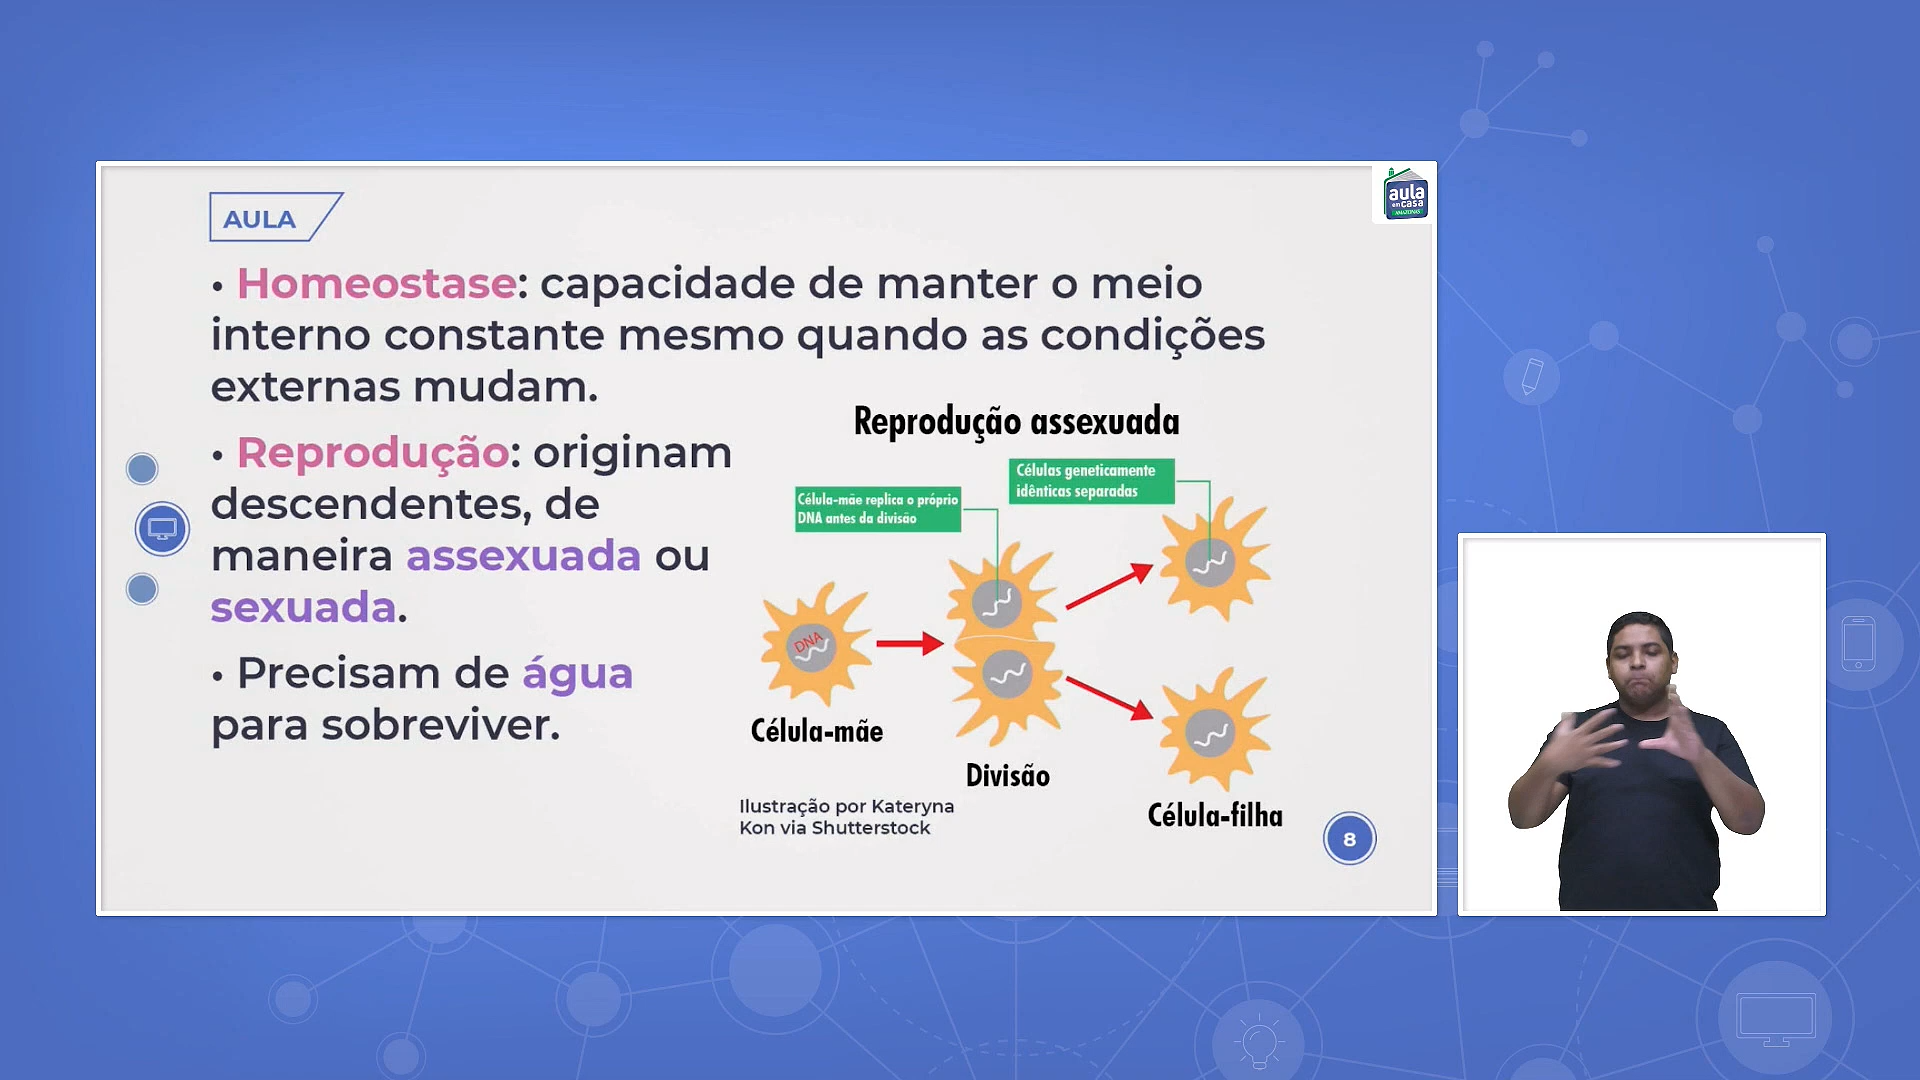 AULA
aula
em casa
AMAZONAS
• Homeostase: capacidade de manter o meio
interno constante mesmo quando as condições
externas mudam.
• Reprodução: originam
descendentes, de
maneira assexuada ou
sexuada.
• Precisam de água
para sobreviver.
Reprodução assexuada
Células geneticamente
idênticas separadas
Célula-mãe replica o próprio
DNA antes da divisão
DNA
Célula-mãe
Divisão
Célula-filha
Ilustração por Kateryna
Kon via Shutterstock
8